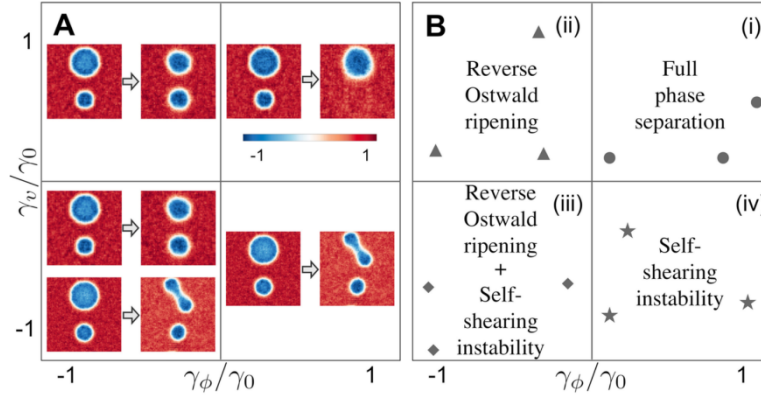 A
1
-1
1
γv/γ0
-1
-1
γϕ/γ0
1
B
(ii)
Reverse
Ostwald
ripening
(i)
Full
phase
separation
Reverse
Ostwald
ripening
+
Self-
shearing
instability
(iii)
(iv)
Self-
shearing
instability
-1
γϕ/γ0
1